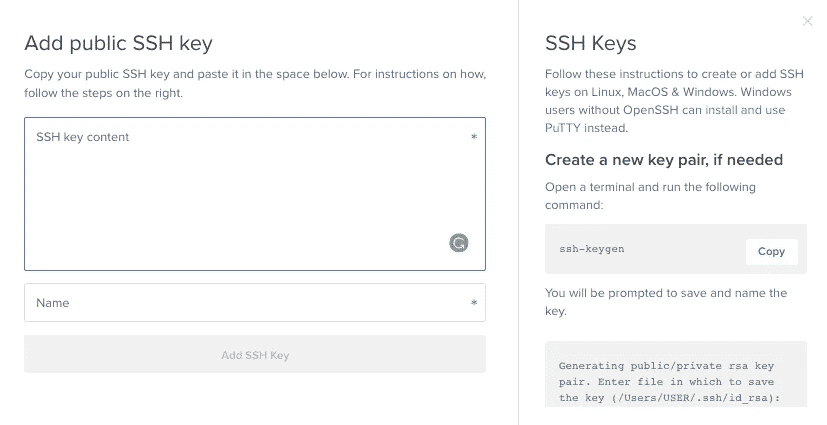 Add public SSH key
Copy your public SSH key and paste it in the space below. For instructions on how,
follow the steps on the right.
SSH key content *
Name *
Add SSH Key
SSH Keys
Follow these instructions to create or add SSH
keys on Linux, MacOS & Windows. Windows
users without OpenSSH can install and use
PuTTY instead.
Create a new key pair, if needed
Open a terminal and run the following
command:
ssh-keygen
Copy
You will be prompted to save and name the
key.
Generating public/private rsa key
pair. Enter file in which to save
the key (/Users/USER/.ssh/id_rsa):